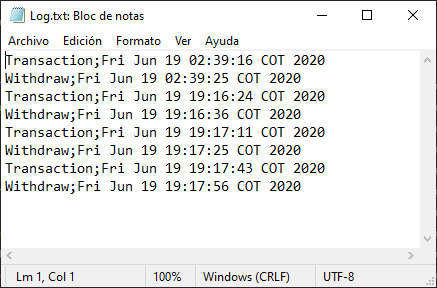 Log.txt: Bloc de notas
Archivo Edición Formato Ver Ayuda
Transaction;Fri Jun 19 02:39:16 COT 2020
Withdraw;Fri Jun 19 02:39:25 COT 2020
Transaction;Fri Jun 19 19:16:24 COT 2020
Withdraw;Fri Jun 19 19:16:36 COT 2020
Transaction;Fri Jun 19 19:17:11 COT 2020
Withdraw;Fri Jun 19 19:17:25 COT 2020
Transaction;Fri Jun 19 19:17:43 COT 2020
Withdraw;Fri Jun 19 19:17:56 COT 2020
Lm 1, Col 1 100% Windows (CRLF) UTF-8